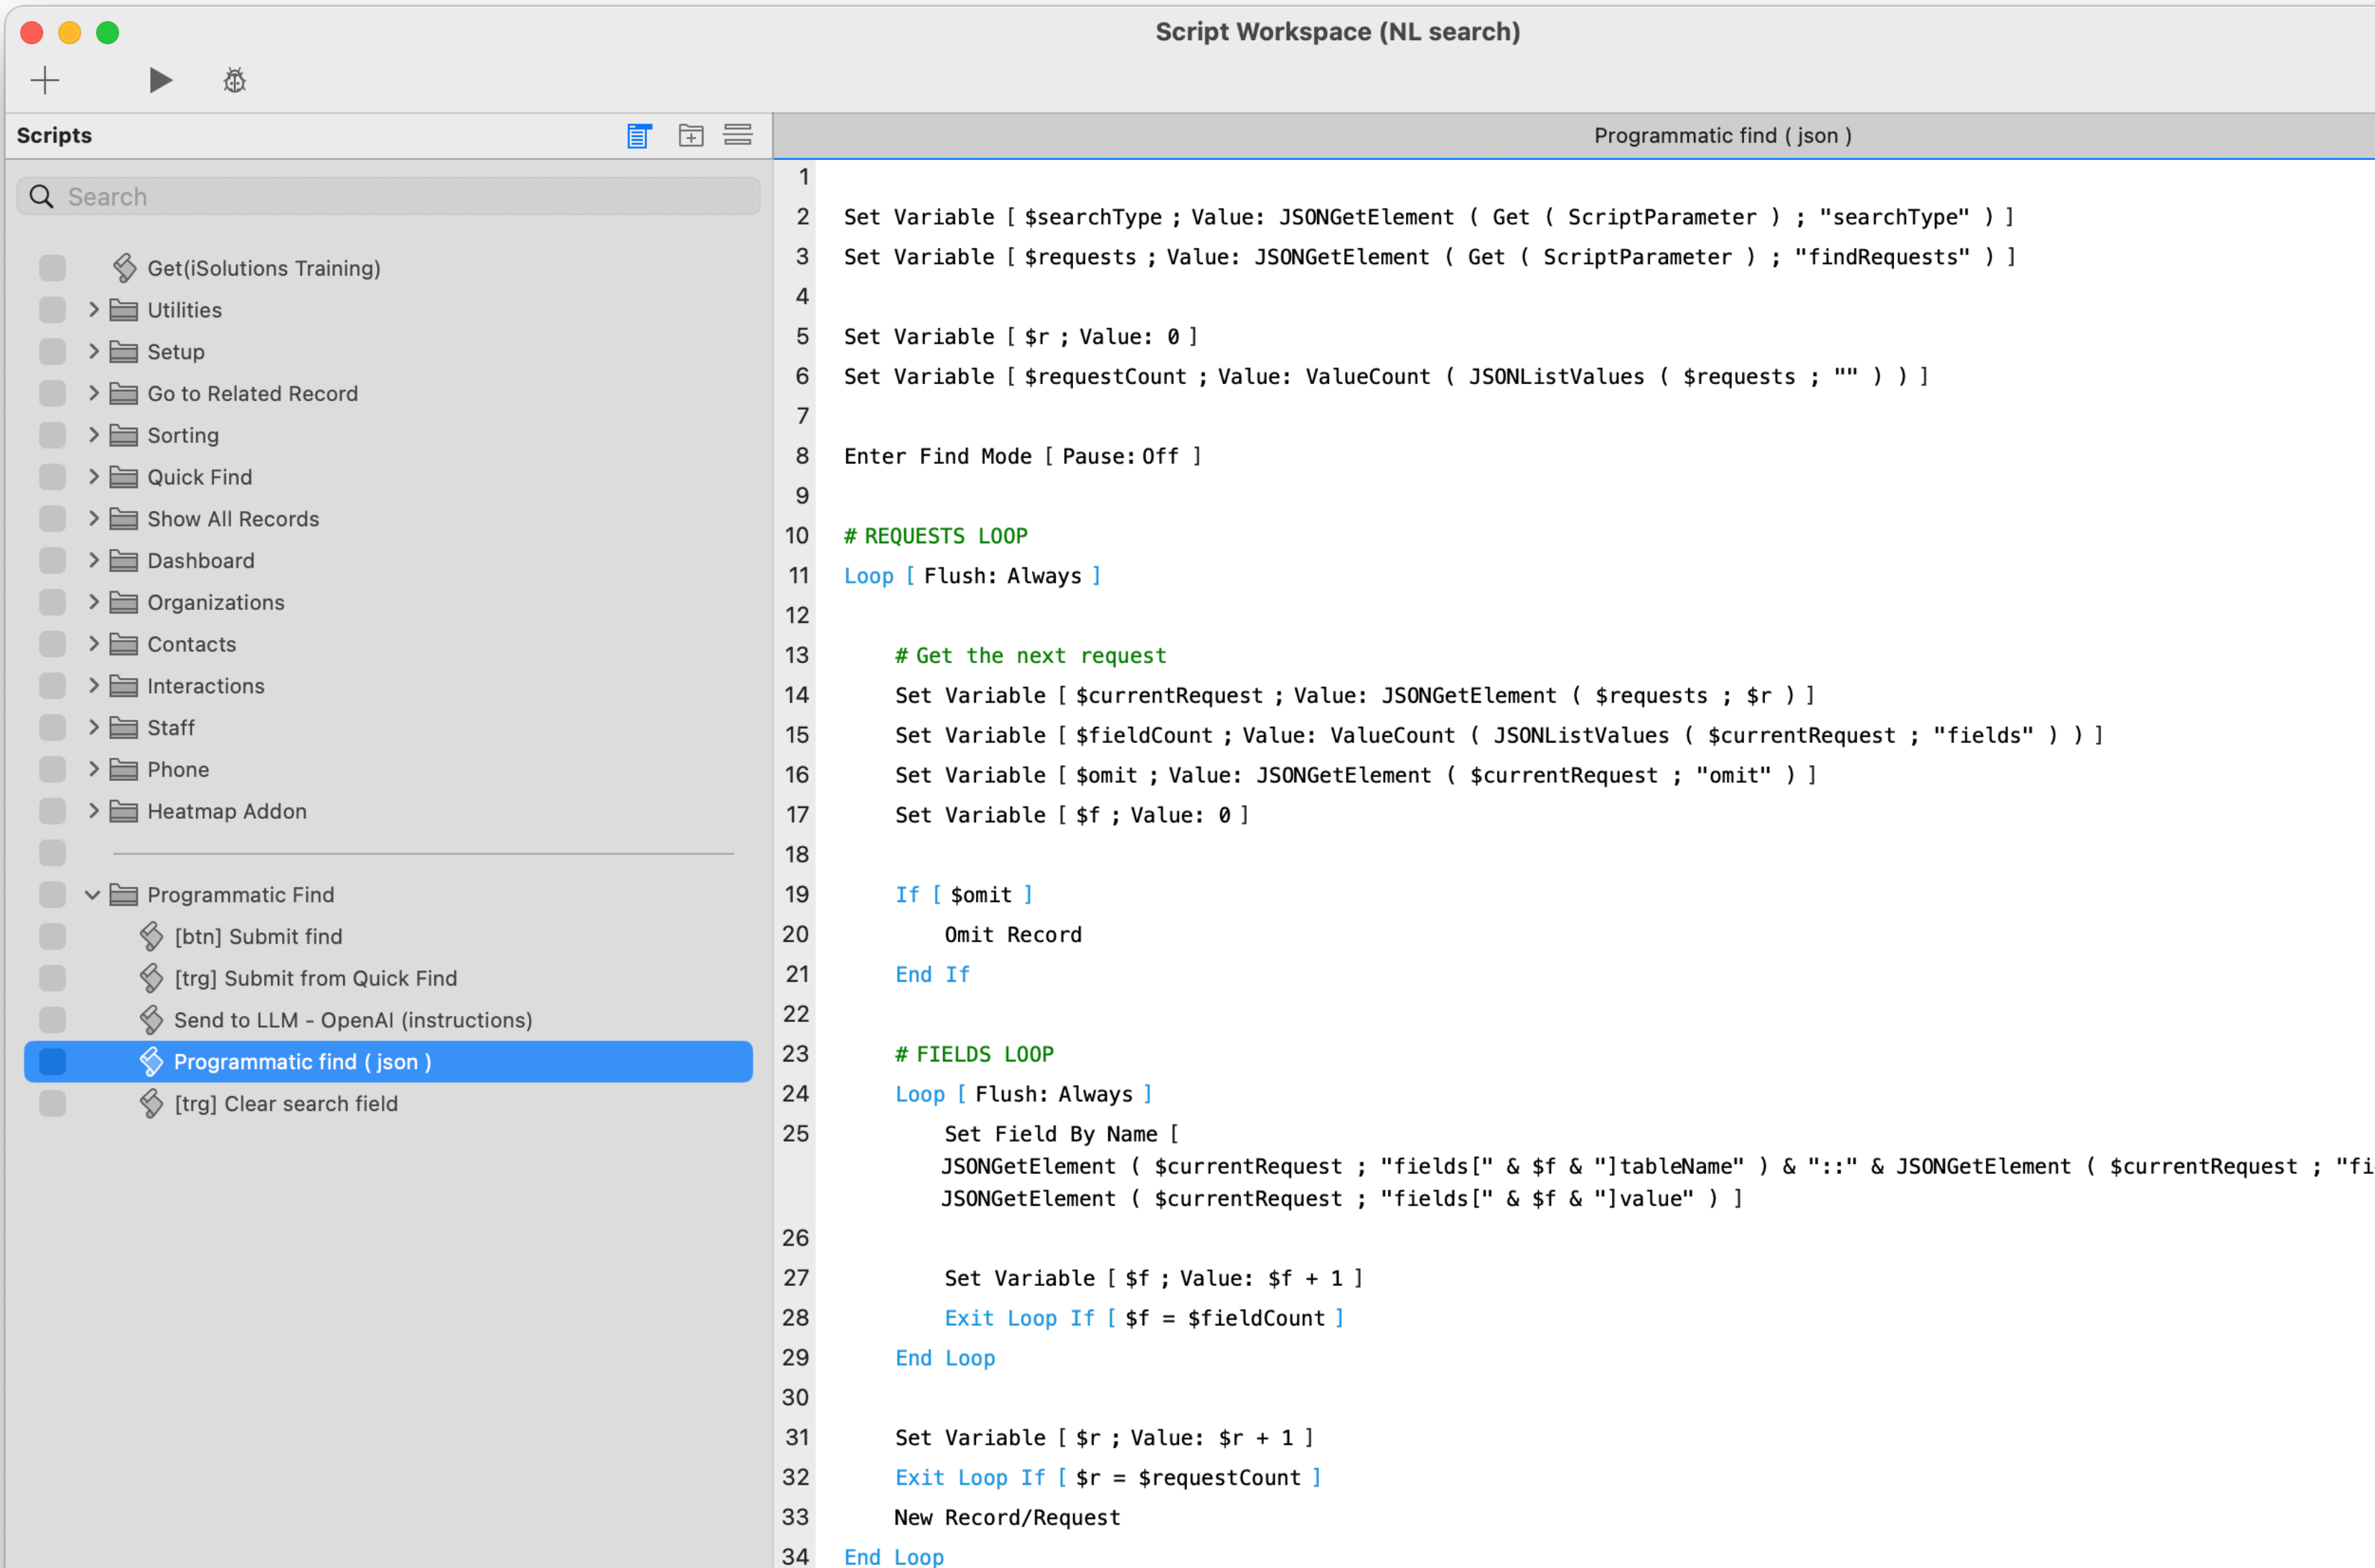 Script Workspace (NL search)
Scripts
Programmatic find ( json )
Search
Get(iSolutions Training)
Utilities
Setup
Go to Related Record
Sorting
Quick Find
Show All Records
Dashboard
Organizations
Contacts
Interactions
Staff
Phone
Heatmap Addon
Programmatic Find
[btn] Submit find
[trg] Submit from Quick Find
Send to LLM - OpenAI (instructions)
Programmatic find ( json )
[trg] Clear search field
1
2 Set Variable [ $searchType ; Value: JSONGetElement ( Get ( ScriptParameter ) ; "searchType" ) ]
3 Set Variable [ $requests ; Value: JSONGetElement ( Get ( ScriptParameter ) ; "findRequests" ) ]
4
5 Set Variable [ $r ; Value: 0 ]
6 Set Variable [ $requestCount ; Value: ValueCount ( JSONListValues ( $requests ; "" ) ) ]
7
8 Enter Find Mode [ Pause: Off ]
9
10 # REQUESTS LOOP
11 Loop [ Flush: Always ]
12
13 # Get the next request
14 Set Variable [ $currentRequest ; Value: JSONGetElement ( $requests ; $r ) ]
15 Set Variable [ $fieldCount ; Value: ValueCount ( JSONListValues ( $currentRequest ; "fields" ) ) ]
16 Set Variable [ $omit ; Value: JSONGetElement ( $currentRequest ; "omit" ) ]
17 Set Variable [ $f ; Value: 0 ]
18
19 If [ $omit ]
20 Omit Record
21 End If
22
23 # FIELDS LOOP
24 Loop [ Flush: Always ]
25 Set Field By Name [
JSONGetElement ( $currentRequest ; "fields[" & $f & "]tableName" ) & "::" & JSONGetElement ( $currentRequest ; "fi
JSONGetElement ( $currentRequest ; "fields[" & $f & "]value" ) ]
26
27 Set Variable [ $f ; Value: $f + 1 ]
28 Exit Loop If [ $f = $fieldCount ]
29 End Loop
30
31 Set Variable [ $r ; Value: $r + 1 ]
32 Exit Loop If [ $r = $requestCount ]
33 New Record/Request
34 End Loop